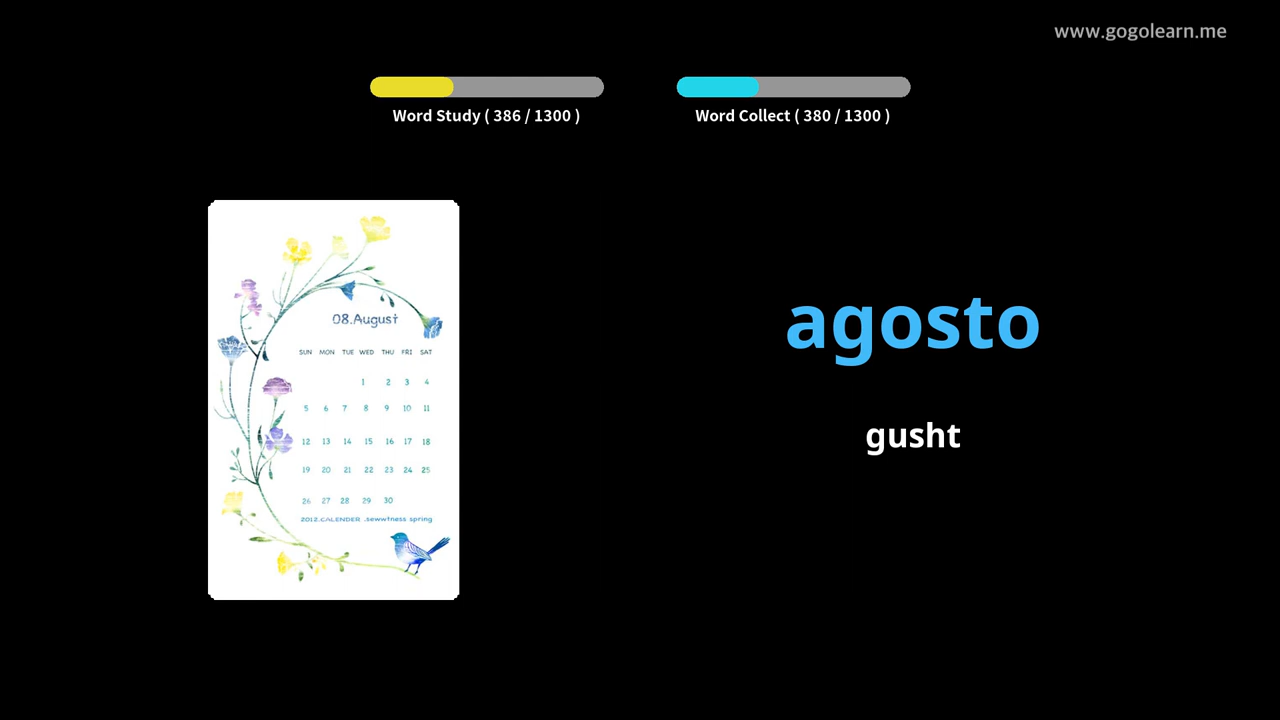 www.gogolearn.me
Word Study ( 386 / 1300 )
Word Collect ( 380 / 1300 )
08.August
SUN MON TUE WED THU FRI SAT
1 2 3 4
5 6 7 8 9 10 11
12 13 14 15 16 17 18
19 20 21 22 23 24 25
26 27 28 29 30
2012.CALENDER .sewwtness spring
agosto
gusht